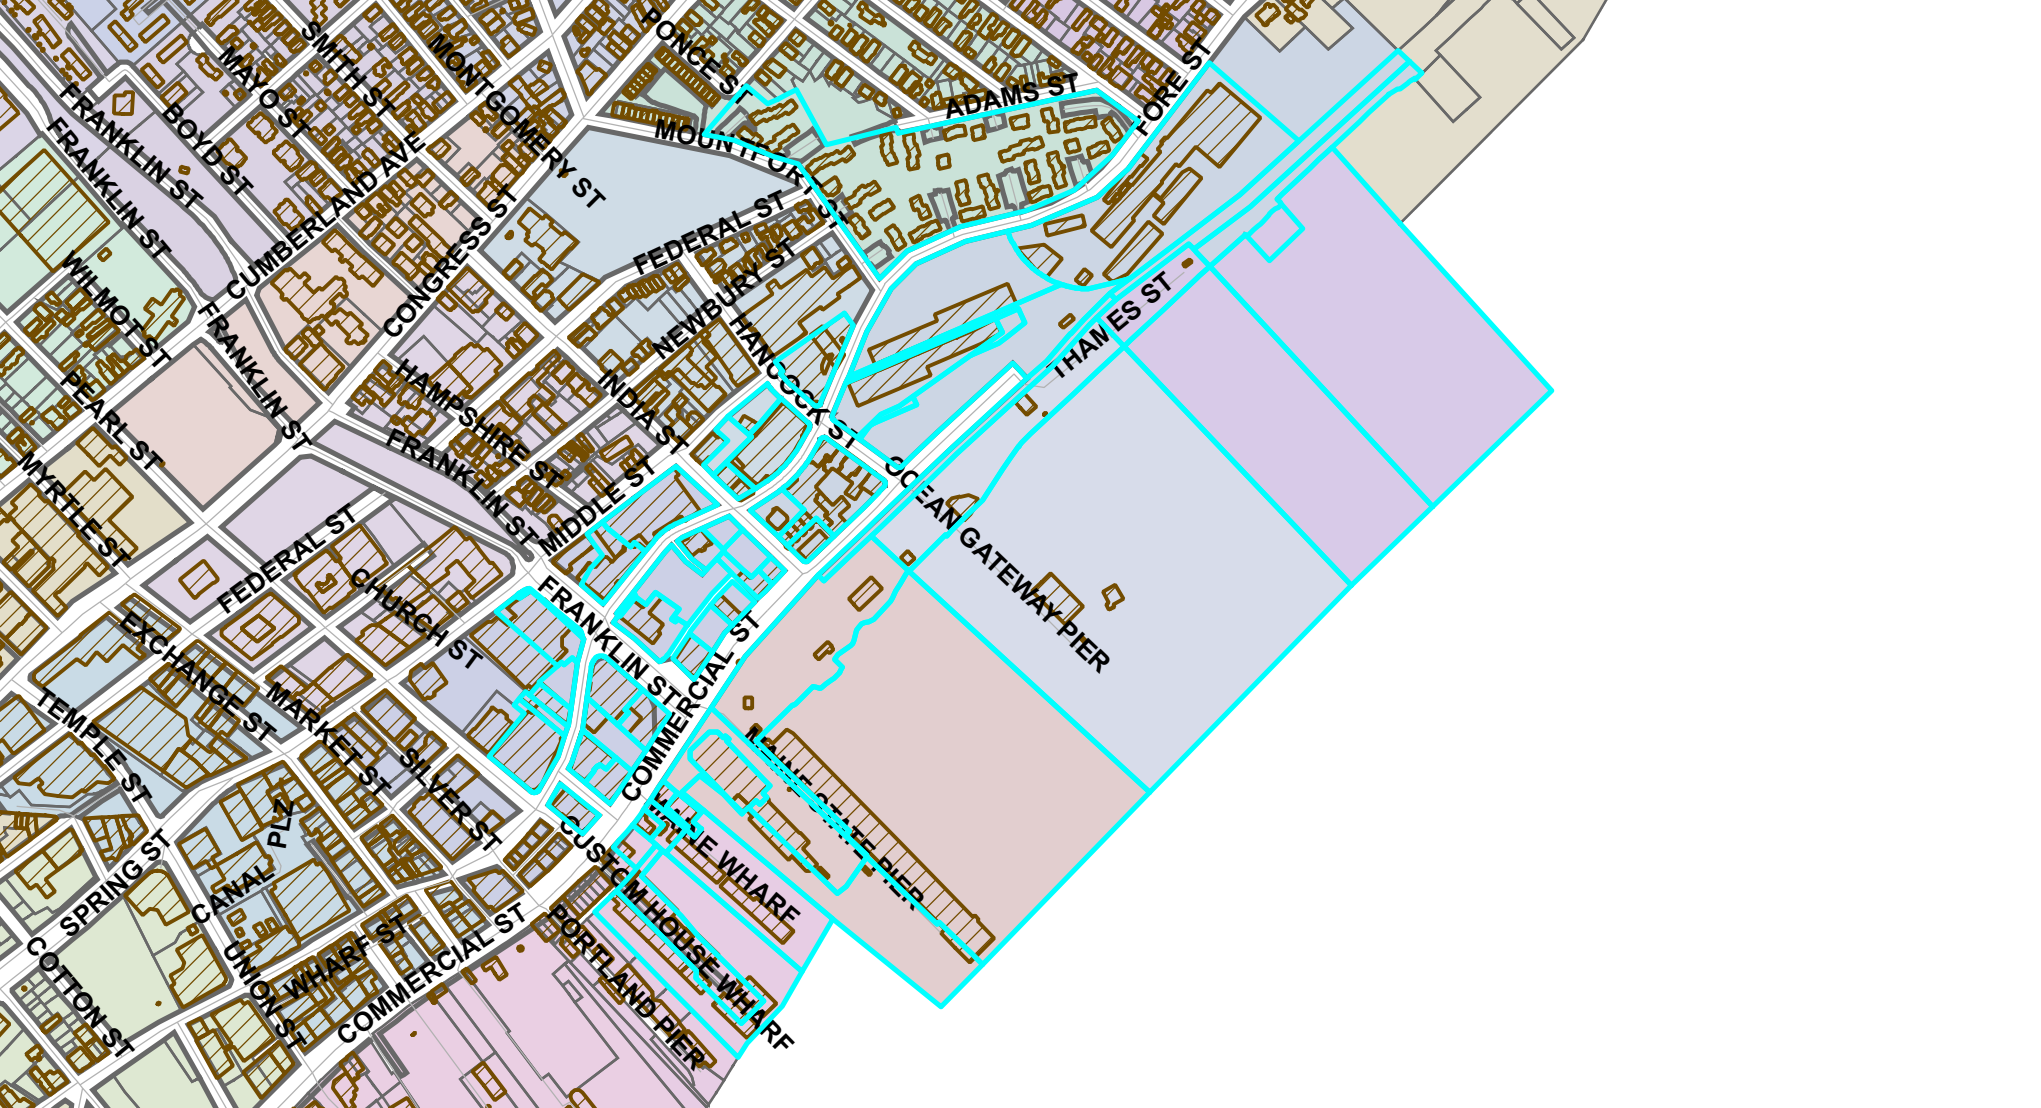 SMITH ST
MAYO ST
MONTGOMERY ST
PONCE ST
FORE ST
ADAMS ST
FRANKLIN ST
BOYD ST
FRANKLIN ST
MOUNTFORT ST
CUMBERLAND AVE
FEDERAL ST
CONGRESS ST
NEWBURY ST
WILMOT ST
THAMES ST
FRANKLIN ST
HANCOCK ST
PEARL ST
HAMPSHIRE ST
INDIA ST
FRANKLIN ST
MYRTLE ST
MIDDLE ST
OCEAN GATEWAY PIER
FEDERAL ST
CHURCH ST
FRANKLIN ST
EXCHANGE ST
COMMERCIAL ST
TEMPLE ST
MARKET ST
SILVER ST
MAINE STATE PIER
PLZ
CANAL
MAINE WHARF
SPRING ST
CUSTOM HOUSE WHARF
COTTON ST
UNION ST
WHARF ST
COMMERCIAL ST
PORTLAND PIER